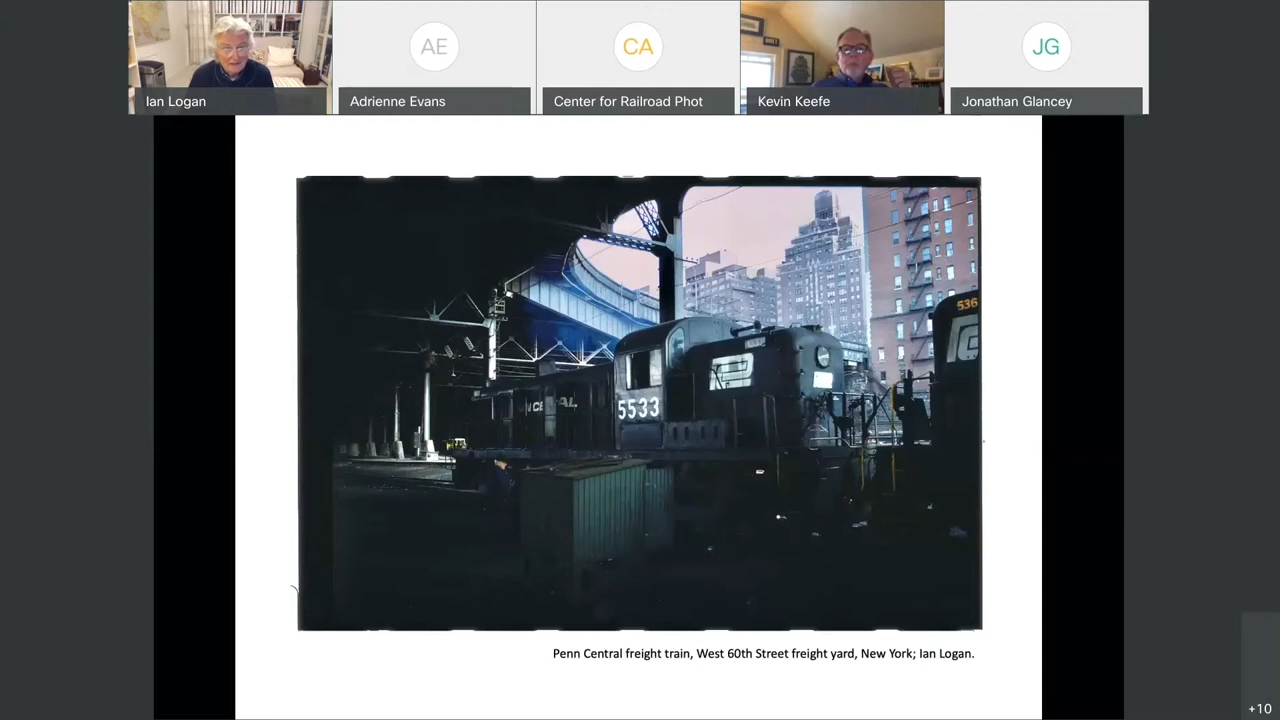 AE
CA
JG
Ian Logan
Adrienne Evans
Center for Railroad Phot
Kevin Keefe
Jonathan Glancey
536
5533
Penn Central freight train, West 60th Street freight yard, New York; Ian Logan.
+10